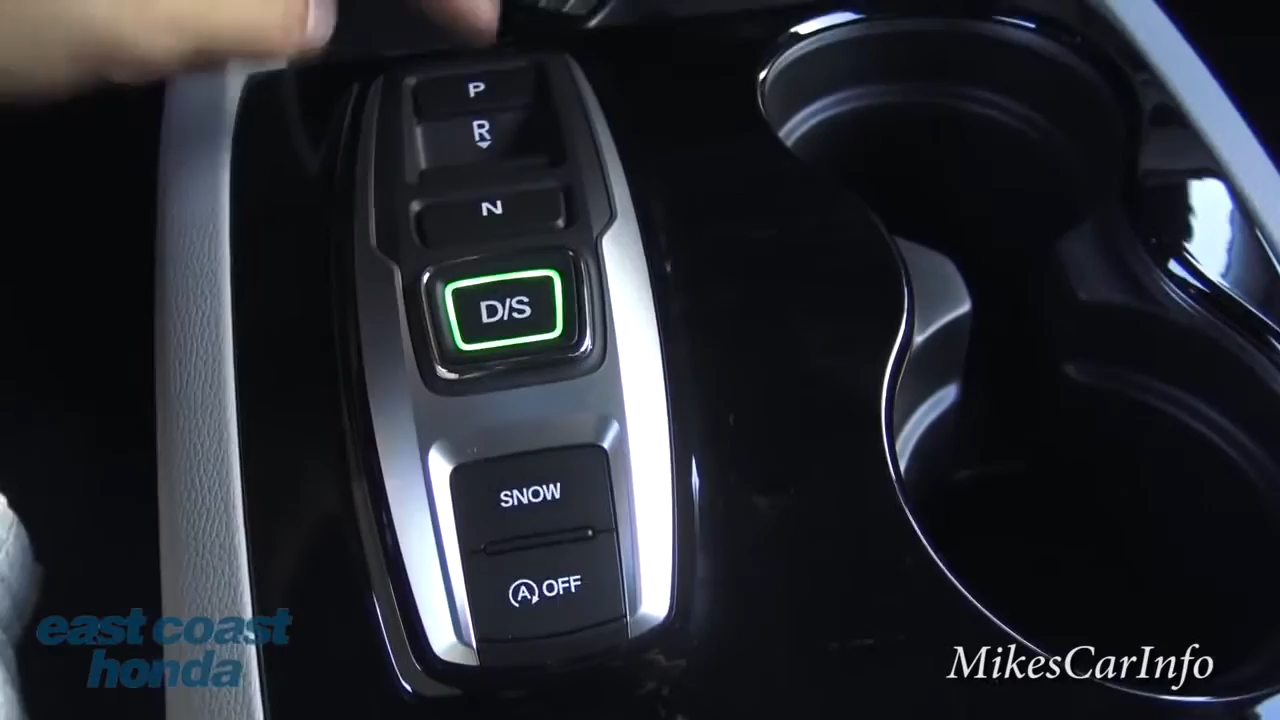 P
R
N
D/S
SNOW
A OFF
east coast
honda
MikesCarInfo